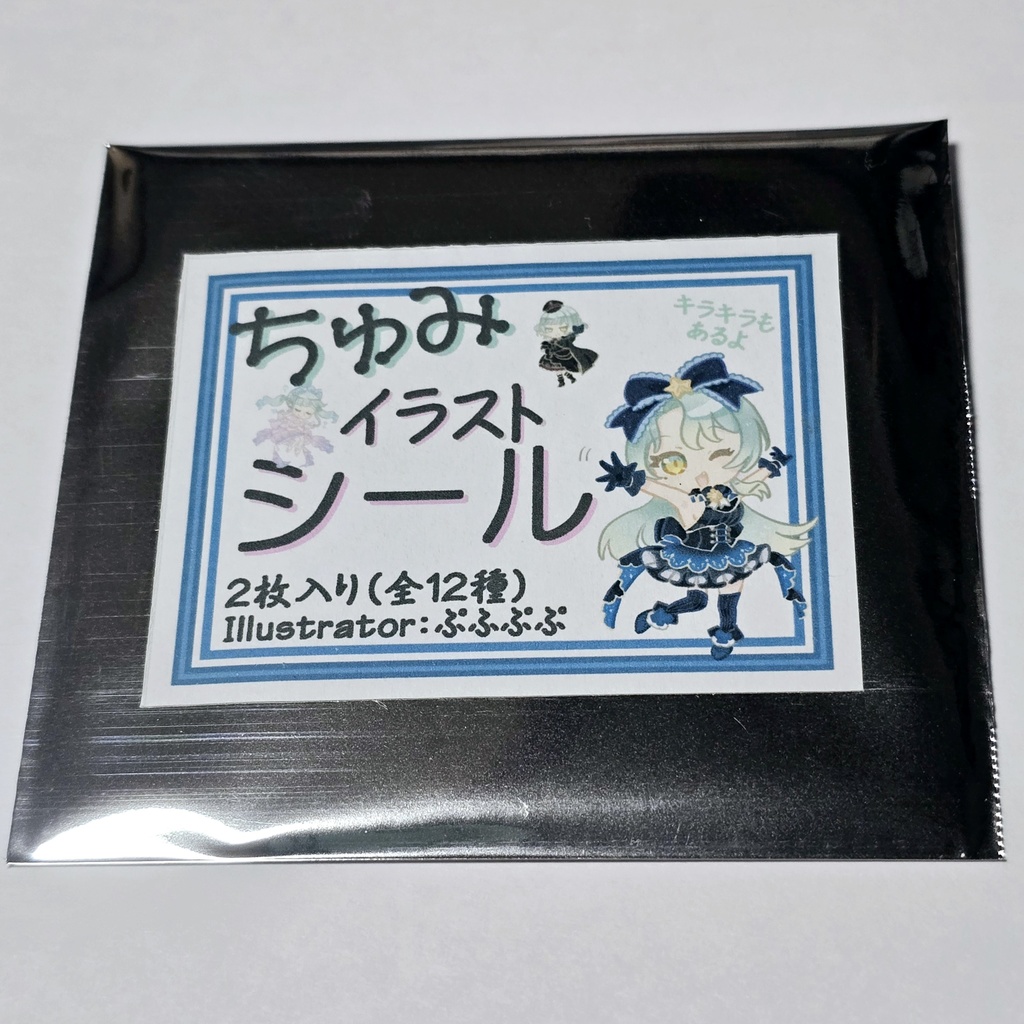 ちゅみ
キラキラも
あるよ
イラスト
シール
2枚入り(全12種)
Illustrator:ぷふぷぷ